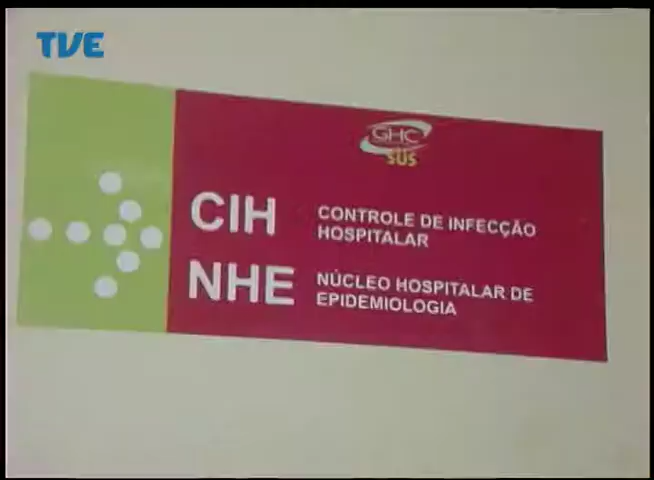 TVE
GHC
SUS
CIH
CONTROLE DE INFECÇÃO
HOSPITALAR
NHE
NÚCLEO HOSPITALAR DE
EPIDEMIOLOGIA